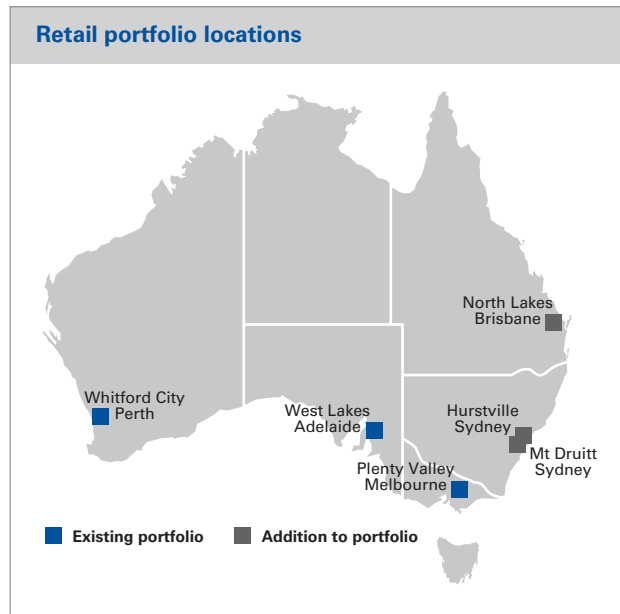 Retail portfolio locations
North Lakes
Brisbane
Whitford City
Perth
West Lakes
Adelaide
Hurstville
Sydney
Mt Druitt
Sydney
Plenty Valley
Melbourne
Existing portfolio
Addition to portfolio